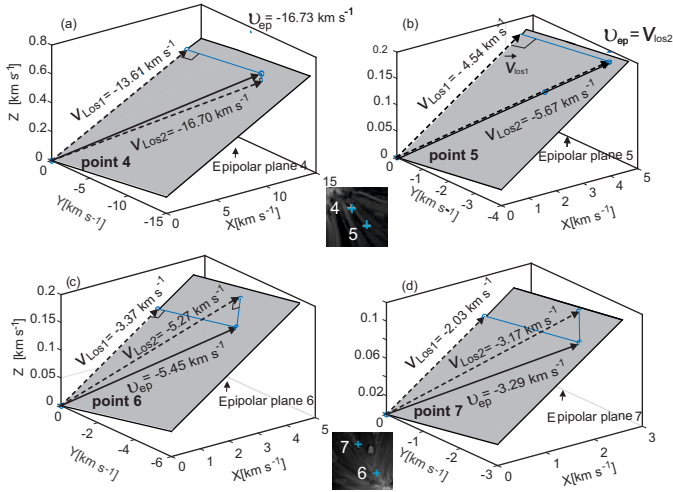 (a)
υep = -16.73 km s-1
Z [km s-1]
0.8
0.6
0.4
0.2
0
VLos1 = -13.61 km s-1
VLos2 = -16.70 km s-1
point 4
Epipolar plane 4
-5
-10
-15
Y[km s-1]
0
5
10
15
X[km s-1]
(b)
υep = Vlos2
0.2
0.15
0.1
0.05
0
VLos1 = -4.54 km s-1
Vlos1
VLos2 = -5.67 km s-1
point 5
Epipolar plane 5
-1
-2
-3
-4
Y[km s-1]
0
1
2
3
4
5
X[km s-1]
4
5
(c)
Z [km s-1]
0.2
0.15
0.1
0.05
0
VLos1 = -3.37 km s-1
VLos2 = -5.27 km s-1
υep = -5.45 km s-1
point 6
Epipolar plane 6
-2
-4
-6
Y[km s-1]
0
1
2
3
4
5
X[km s-1]
(d)
0.1
0.08
0.06
0.04
0.02
0
VLos1 = -2.03 km s-1
VLos2 = -3.17 km s-1
υep = -3.29 km s-1
point 7
Epipolar plane 7
-1
-2
-3
Y[km s-1]
0
1
2
3
X[km s-1]
7
6